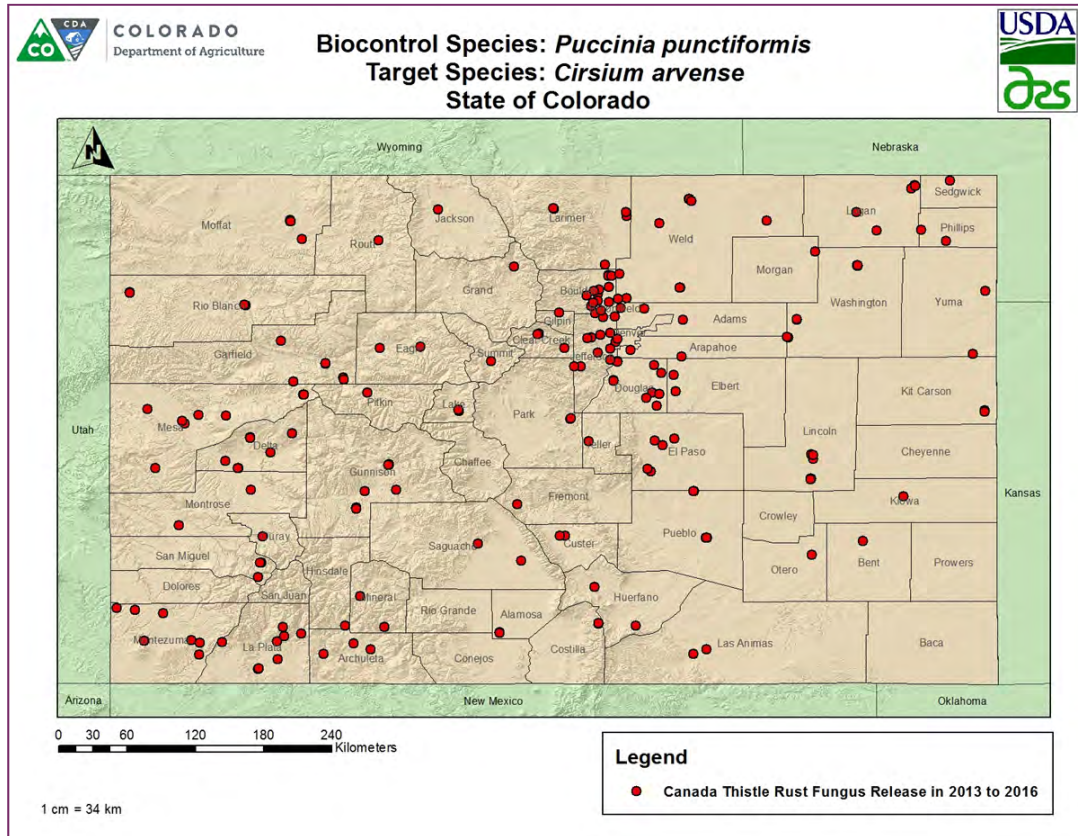 CO
CDA
COLORADO
Department of Agriculture
Biocontrol Species: Puccinia punctiformis
Target Species: Cirsium arvense
State of Colorado
USDA
ars
N
Wyoming
Nebraska
Utah
Kansas
Arizona
New Mexico
Oklahoma
Moffat
Routt
Jackson
Larimer
Weld
Logan
Sedgwick
Phillips
Morgan
Washington
Yuma
Rio Blanco
Grand
Boulder
Gilpin
Clear Creek
Denver
Adams
Arapahoe
Garfield
Eagle
Summit
Douglas
Elbert
Kit Carson
Mesa
Pitkin
Lake
Park
Lincoln
Delta
Teller
El Paso
Cheyenne
Gunnison
Chaffee
Fremont
Montrose
Kiowa
Crowley
Pueblo
Ouray
Saguache
Custer
San Miguel
Otero
Bent
Prowers
Hinsdale
Dolores
San Juan
Mineral
Rio Grande
Alamosa
Huerfano
Montezuma
La Plata
Archuleta
Conejos
Costilla
Las Animas
Baca
0 30 60 120 180 240
Kilometers
1 cm = 34 km
Legend
Canada Thistle Rust Fungus Release in 2013 to 2016